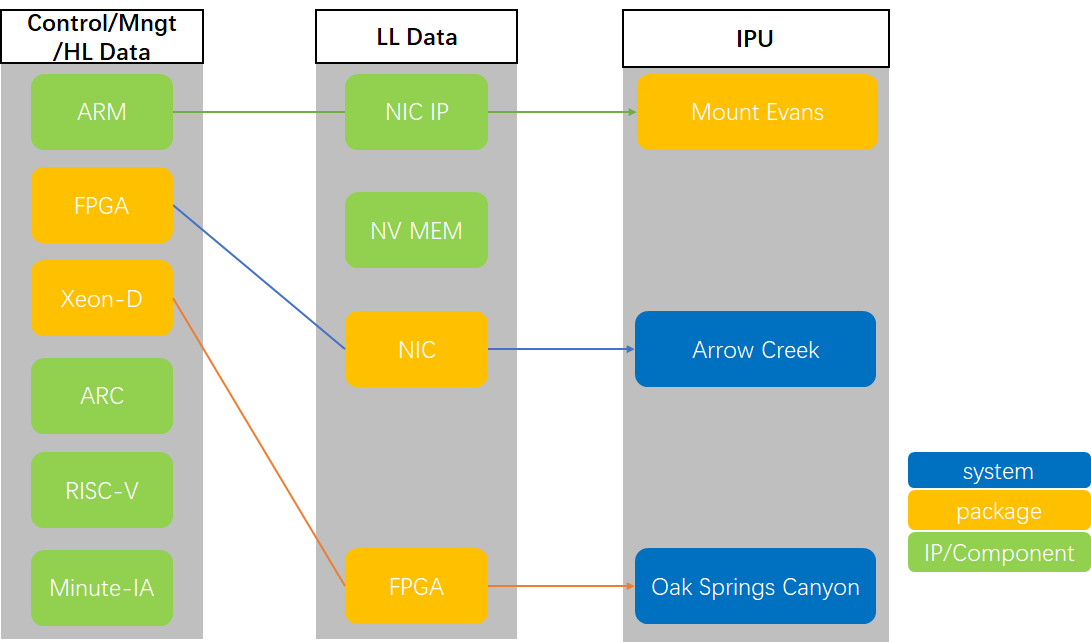 Control/Mngt
/HL Data
LL Data
IPU
ARM
NIC IP
Mount Evans
FPGA
NV MEM
Xeon-D
NIC
Arrow Creek
ARC
RISC-V
Minute-IA
FPGA
Oak Springs Canyon
system
package
IP/Component